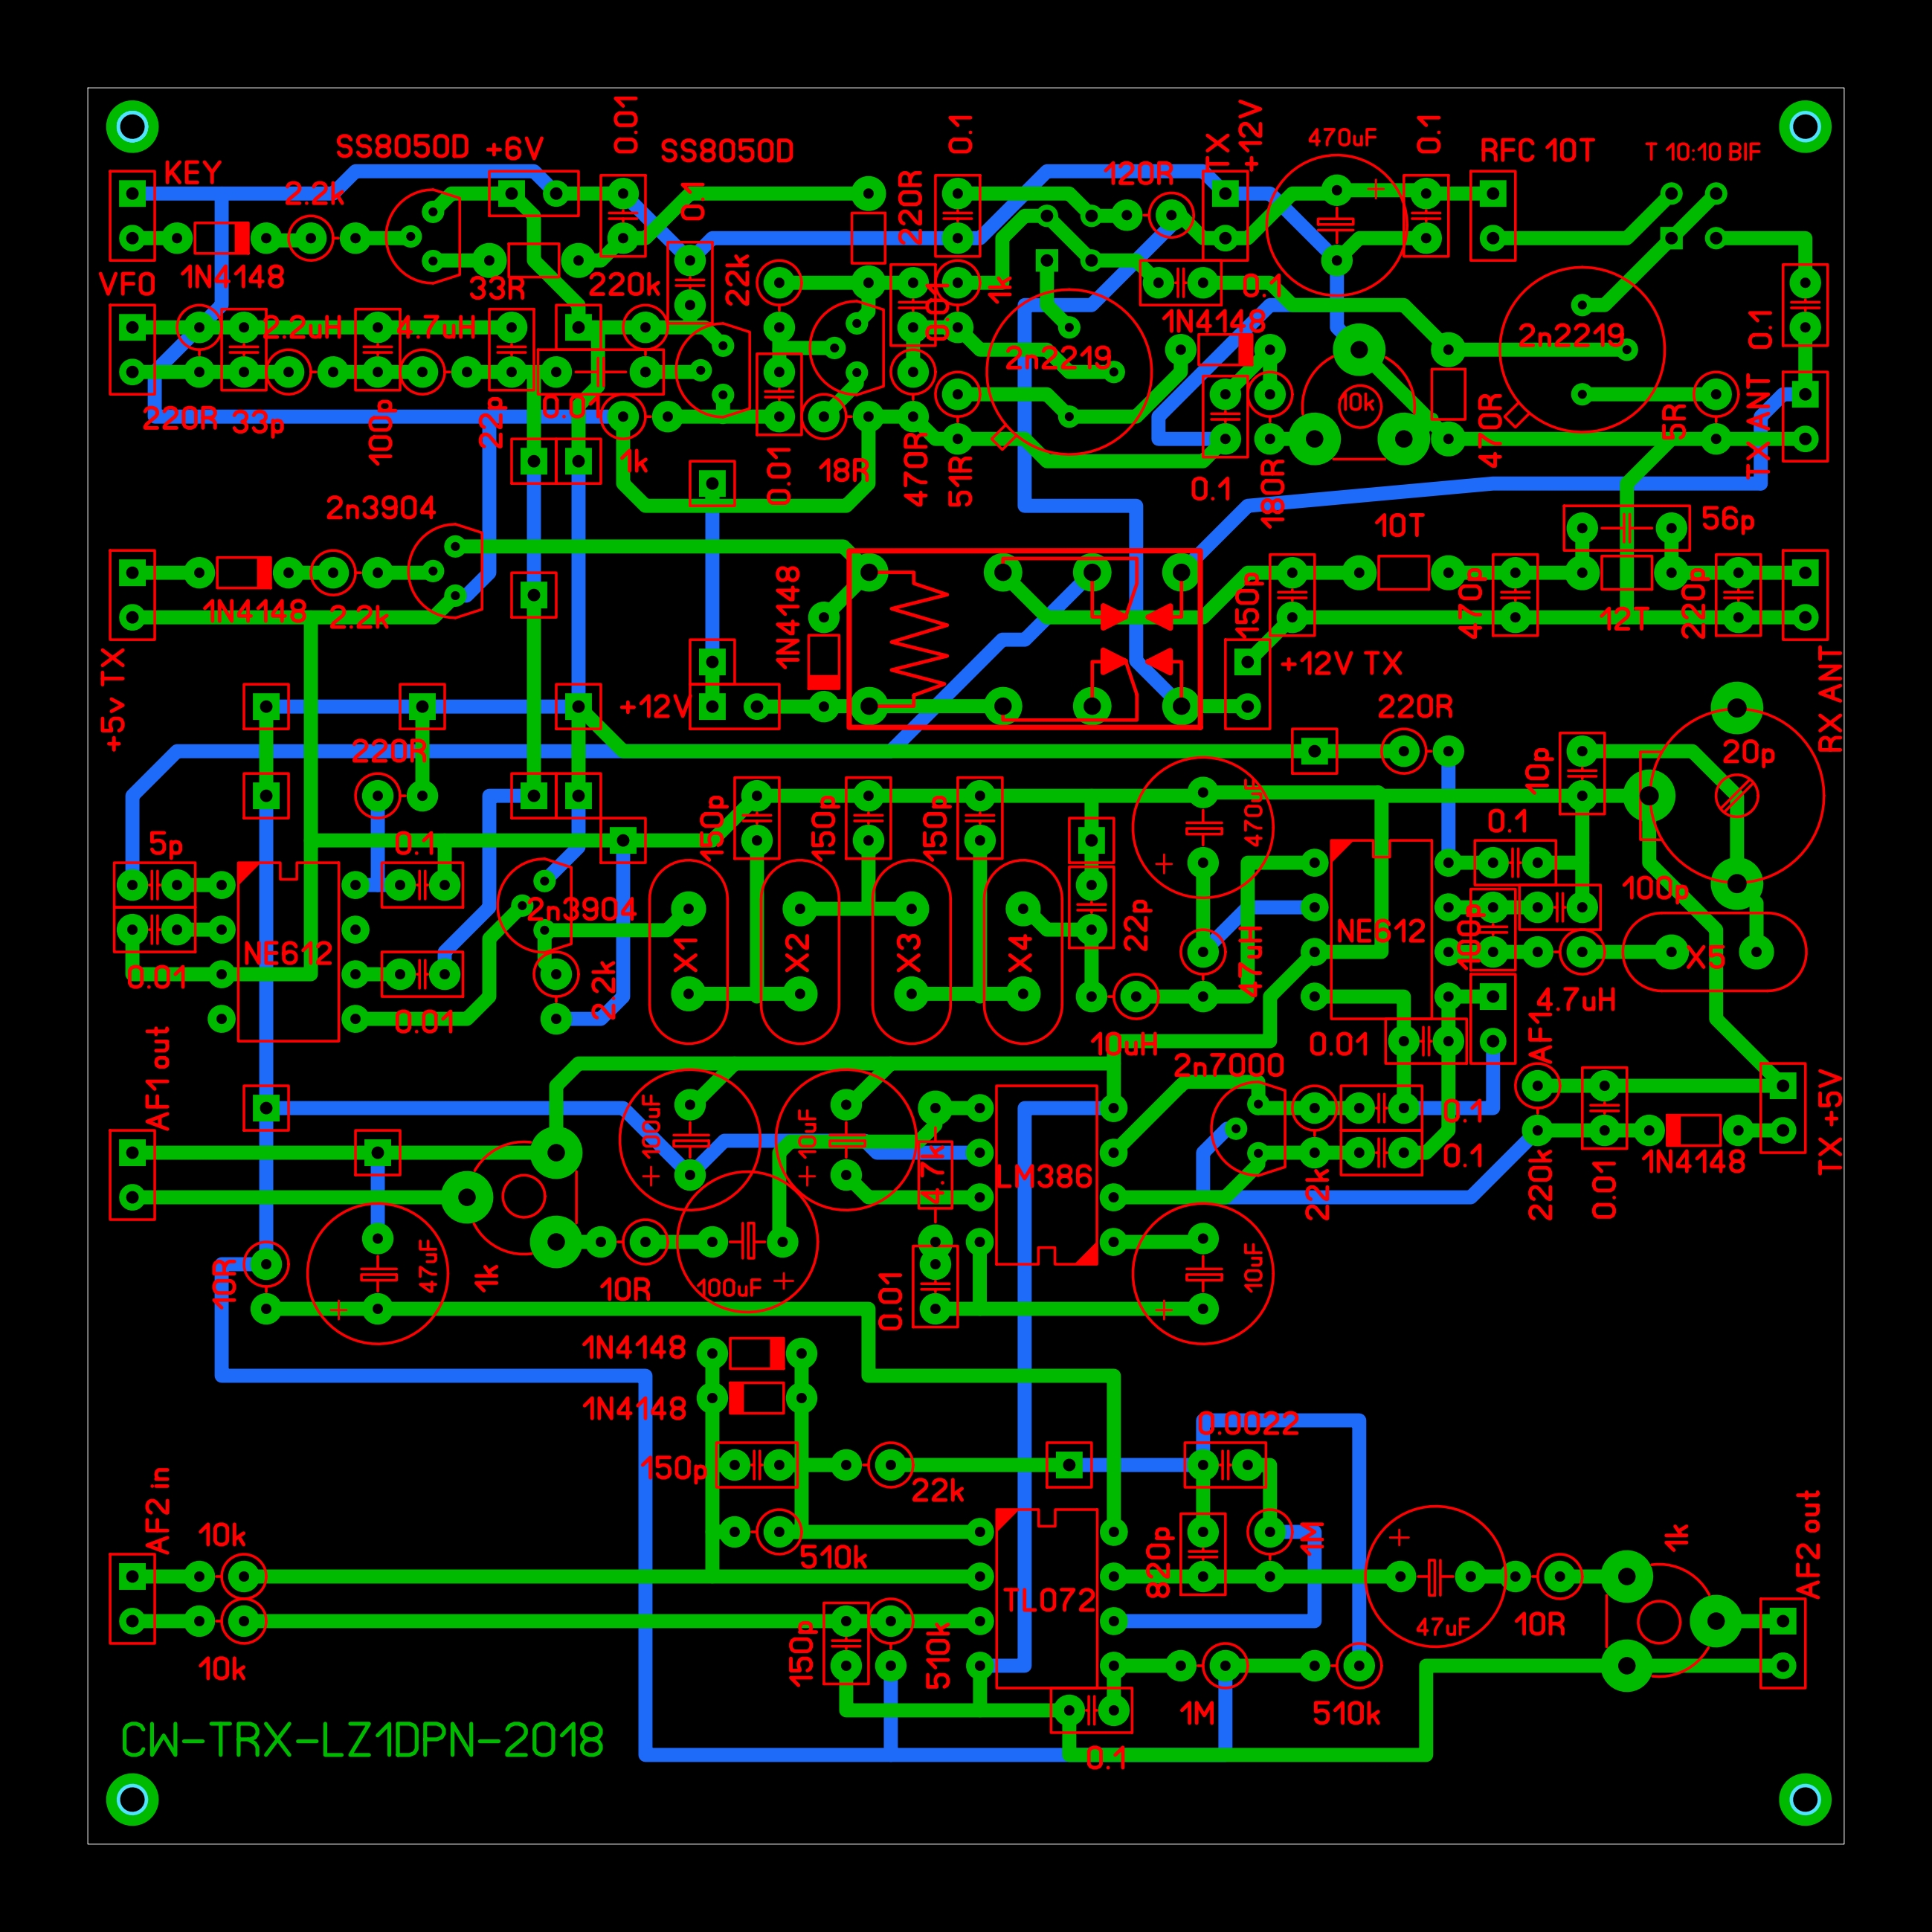 0.01
0.1
0.1
+12V
TX
470uF
SS8050D
+6V
SS8050D
RFC 10T
T 10:10 BIF
KEY
2.2k
0.1
220R
120R
1N4148
VFO
33R
220k
22k
1k
0.1
2.2uH
4.7uH
0.01
1N4148
2n2219
2n2219
0.1
220R
33p
100p
22p
0.01
10k
470R
5R
TX ANT
1k
0.01
18R
470R
51R
0.1
180R
2n3904
10T
56p
1N4148
2.2k
1N4148
150p
470p
12T
220p
+5v TX
+12V
+12V TX
RX ANT
220R
220R
10p
20p
5p
0.1
150p
150p
150p
470uF
0.1
100p
2n3904
22p
NE612
X1
X2
X3
X4
47uH
NE612
100p
X5
0.01
0.01
2.2k
4.7uH
AF1 out
10uH
2n7000
0.01
AF1
100uF
10uF
4.7k
LM386
0.1
0.1
22k
220k
0.01
1N4148
TX +5V
10R
47uF
1k
10R
100uF
0.01
10uF
1N4148
1N4148
0.0022
150p
22k
AF2 in
10k
510k
820p
1M
1k
AF2 out
TL072
47uF
10R
10k
150p
510k
1M
510k
CW-TRX-LZ1DPN-2018
0.1